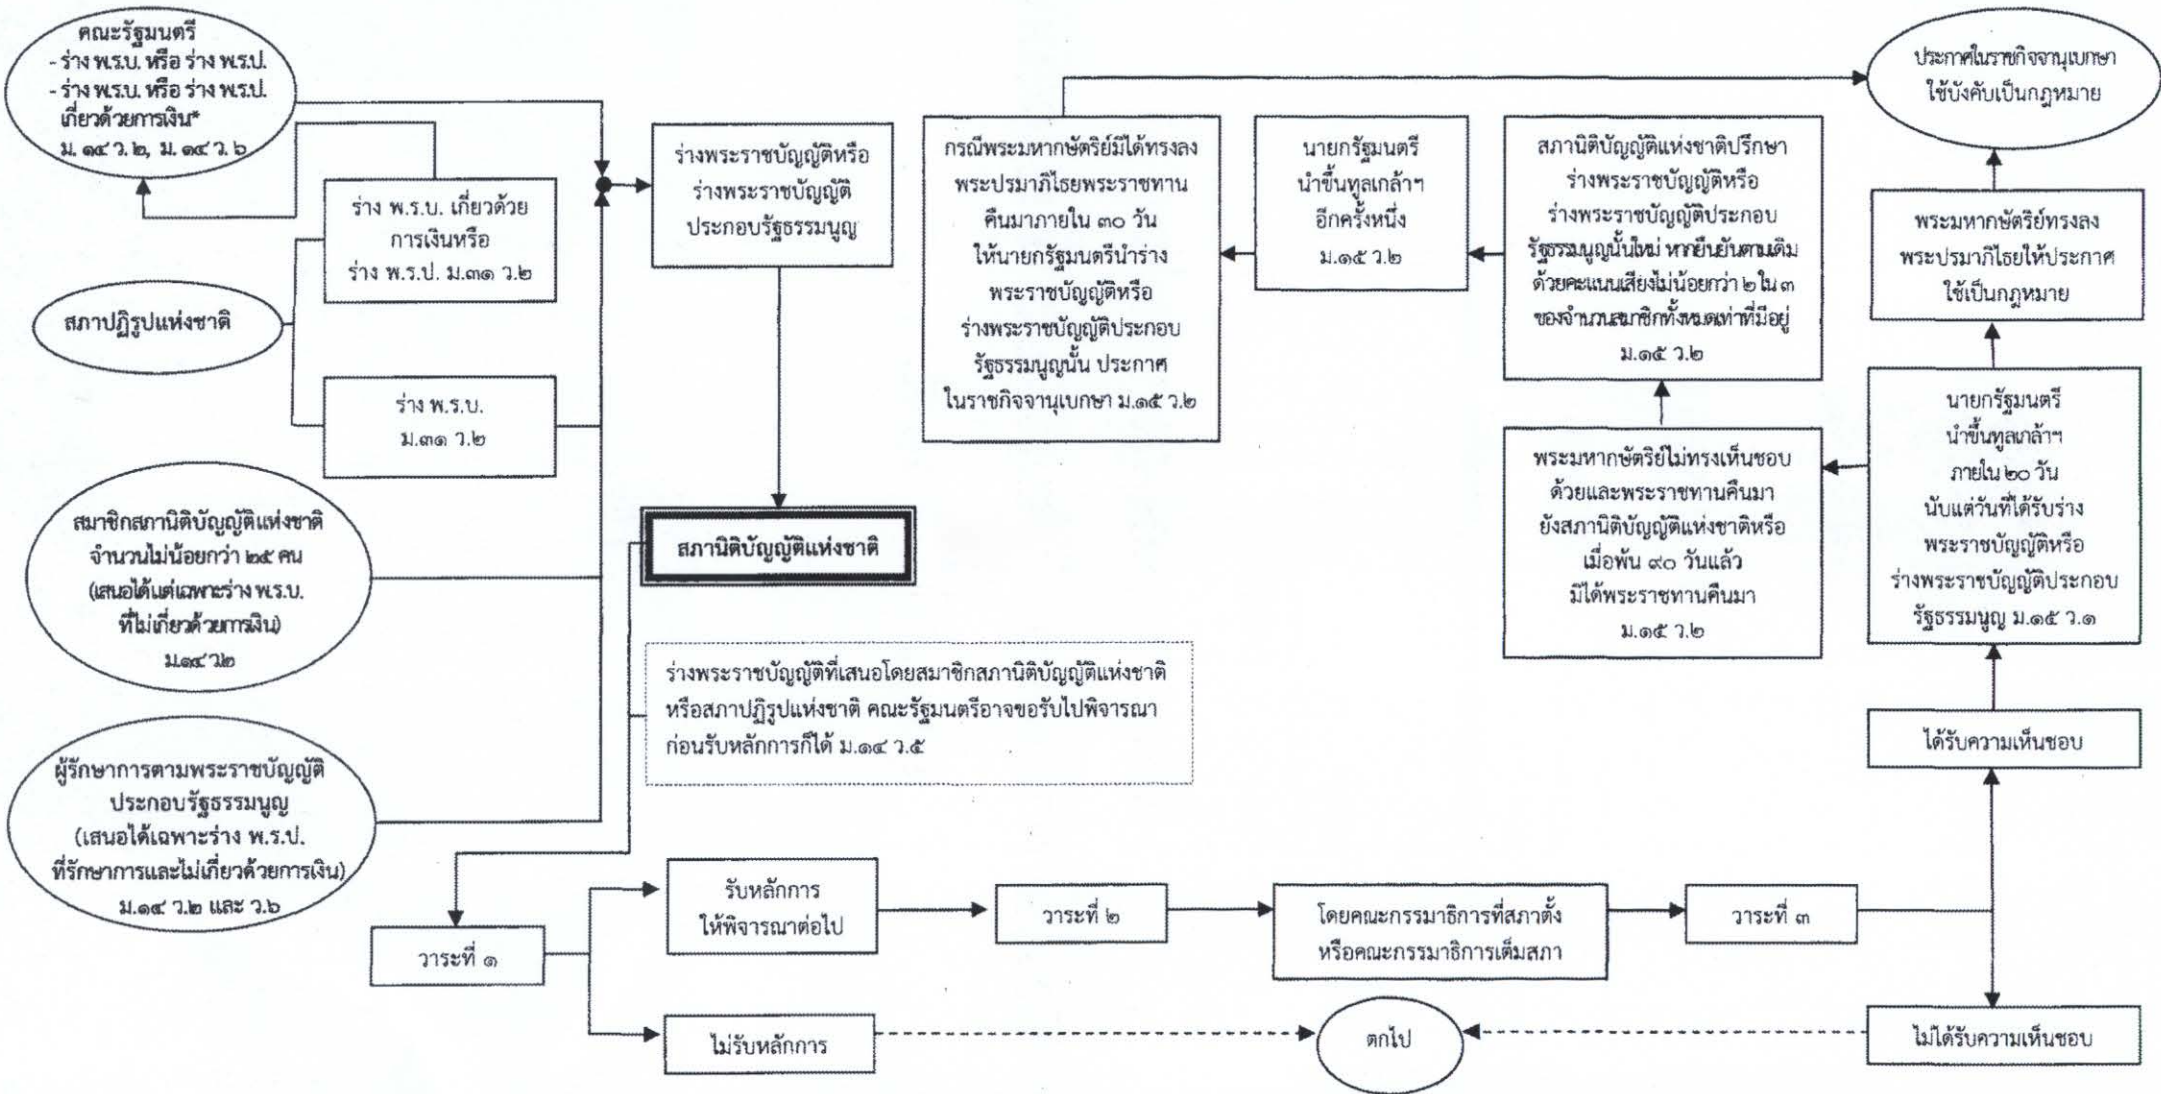 คณะรัฐมนตรี
- ร่าง พ.ร.บ. หรือ ร่าง พ.ร.ป.
- ร่าง พ.ร.บ. หรือ ร่าง พ.ร.ป.
เกี่ยวด้วยการเงิน*
ม. ๑๔ ว. ๒, ม. ๑๔ ว. ๖
ร่าง พ.ร.บ. เกี่ยวด้วย
การเงินหรือ
ร่าง พ.ร.ป. ม.๓๑ ว.๒
สภาปฏิรูปแห่งชาติ
ร่าง พ.ร.บ.
ม.๓๑ ว.๒
สมาชิกสภานิติบัญญัติแห่งชาติ
จำนวนไม่น้อยกว่า ๒๕ คน
(เสนอได้แต่เฉพาะร่าง พ.ร.บ.
ที่ไม่เกี่ยวด้วยการเงิน)
ม.๑๔ ว.๒
ผู้รักษาการตามพระราชบัญญัติ
ประกอบรัฐธรรมนูญ
(เสนอได้เฉพาะร่าง พ.ร.ป.
ที่รักษาการและไม่เกี่ยวด้วยการเงิน)
ม.๑๔ ว.๒ และ ว.๖
ร่างพระราชบัญญัติหรือ
ร่างพระราชบัญญัติ
ประกอบรัฐธรรมนูญ
สภานิติบัญญัติแห่งชาติ
ร่างพระราชบัญญัติที่เสนอโดยสมาชิกสภานิติบัญญัติแห่งชาติ
หรือสภาปฏิรูปแห่งชาติ คณะรัฐมนตรีอาจขอรับไปพิจารณา
ก่อนรับหลักการก็ได้ ม.๑๔ ว.๕
วาระที่ ๑
รับหลักการ
ให้พิจารณาต่อไป
ไม่รับหลักการ
วาระที่ ๒
โดยคณะกรรมาธิการที่สภาตั้ง
หรือคณะกรรมาธิการเต็มสภา
วาระที่ ๓
ตกไป
ไม่ได้รับความเห็นชอบ
ได้รับความเห็นชอบ
นายกรัฐมนตรี
นำขึ้นทูลเกล้าฯ
ภายใน ๒๐ วัน
นับแต่วันที่ได้รับร่าง
พระราชบัญญัติหรือ
ร่างพระราชบัญญัติประกอบ
รัฐธรรมนูญ ม.๑๕ ว.๑
พระมหากษัตริย์ทรงลง
พระปรมาภิไธยให้ประกาศ
ใช้เป็นกฎหมาย
ประกาศในราชกิจจานุเบกษา
ใช้บังคับเป็นกฎหมาย
พระมหากษัตริย์ไม่ทรงเห็นชอบ
ด้วยและพระราชทานคืนมา
ยังสภานิติบัญญัติแห่งชาติหรือ
เมื่อพ้น ๙๐ วันแล้ว
มิได้พระราชทานคืนมา
ม.๑๕ ว.๒
สภานิติบัญญัติแห่งชาติปรึกษา
ร่างพระราชบัญญัติหรือ
ร่างพระราชบัญญัติประกอบ
รัฐธรรมนูญนั้นใหม่ หากยืนยันตามเดิม
ด้วยคะแนนเสียงไม่น้อยกว่า ๒ ใน ๓
ของจำนวนสมาชิกทั้งหมดเท่าที่มีอยู่
ม.๑๕ ว.๒
นายกรัฐมนตรี
นำขึ้นทูลเกล้าฯ
อีกครั้งหนึ่ง
ม.๑๕ ว.๒
กรณีพระมหากษัตริย์มิได้ทรงลง
พระปรมาภิไธยพระราชทาน
คืนมาภายใน ๓๐ วัน
ให้นายกรัฐมนตรีนำร่าง
พระราชบัญญัติหรือ
ร่างพระราชบัญญัติประกอบ
รัฐธรรมนูญนั้น ประกาศ
ในราชกิจจานุเบกษา ม.๑๕ ว.๒